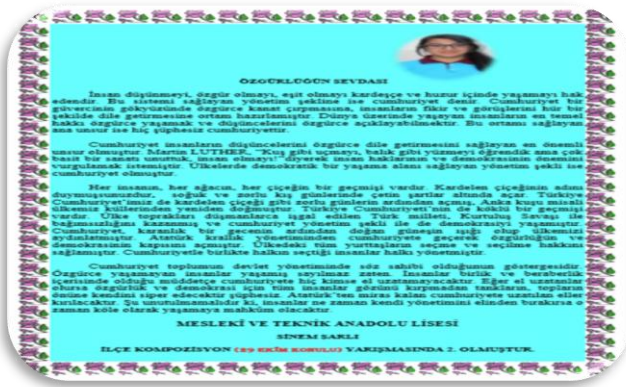 ÖZGÜRLÜĞÜN SEVDASI
İnsan düşünmeyi, özgür olmayı, eşit olmayı kardeşçe ve huzur içinde yaşamayı hak
edendir. Bu sistemi sağlayan yönetim şekline ise cumhuriyet denir. Cumhuriyet bir
güvercinin gökyüzünde özgürce kanat çırpmasına, insanların fikir ve görüşlerini hür bir
şekilde dile getirmesine ortam hazırlamıştır. Dünya üzerinde yaşayan insanların en temel
hakkı özgürce yaşamak ve düşüncelerini özgürce açıklayabilmektir. Bu ortamı sağlayan
ana unsur ise hiç şüphesiz cumhuriyettir.
Cumhuriyet insanların düşüncelerini özgürce dile getirmesini sağlayan en önemli
unsur olmuştur. Martin LUTHER, "Kuş gibi uçmayı, balık gibi yüzmeyi öğrendik ama çok
basit bir sanatı unuttuk, insan olmayı!"diyerek insan haklarının ve demokrasinin önemini
vurgulamak istemiştir. Ülkelerde demokratik bir yaşama alanı sağlayan yönetim şekli ise
cumhuriyet olmuştur.
Her insanın, her ağacın, her çiçeğin bir geçmişi vardır. Kardelen çiçeğinin adını
duymuşsunuzdur, soğuk ve zorlu kış günlerinde çetin şartlar altında açar. Türkiye
Cumhuriyet'imiz de kardelen çiçeği gibi zorlu günlerin ardından açmış, Anka kuşu misali
ülkemiz küllerinden yeniden doğmuştur. Türkiye Cumhuriyeti'nin de köklü bir geçmişi
vardır. Ülke toprakları düşmanlarca işgal edilen Türk milleti, Kurtuluş Savaşı ile
bağımsızlığını kazanmış ve cumhuriyet yönetim şekli ile de demokrasiyi yaşamıştır.
Cumhuriyet, karanlık bir gecenin ardından doğan güneşin ışığı olup ülkemizi
aydınlatmıştır. Atatürk krallık yönetiminden cumhuriyete geçerek özgürlüğün ve
demokrasinin kapısını açmıştır. Ülkedeki tüm yurttaşların seçme ve seçilme hakkını
sağlamıştır. Cumhuriyetle birlikte halkın seçtiği insanlar halkı yönetmiştir.
Cumhuriyet toplumun devlet yönetiminde söz sahibi olduğunun göstergesidir.
Özgürce yaşamayan insanlar yaşamış sayılmaz zaten. İnsanlar birlik ve beraberlik
içerisinde olduğu müddetçe cumhuriyete hiç kimse el uzatamayacaktır. Eğer el uzatanlar
olursa özgürlük ve demokrasi için tüm insanlar gözünü kırpmadan tankların, topların
önüne kendini siper edecektir şüphesiz. Atatürk'ten miras kalan cumhuriyete uzatılan eller
kırılacaktır. Şu unutulmamalıdır ki, insanlar ne zaman kendi yönetimini elinden bırakırsa o
zaman köle olarak yaşamaya mahkûm olacaktır.
MESLEKİ VE TEKNİK ANADOLU LİSESİ
SİNEM ŞARLI
İLÇE KOMPOZİSYON (29 EKİM KONULU) YARIŞMASINDA 2. OLMUŞTUR.